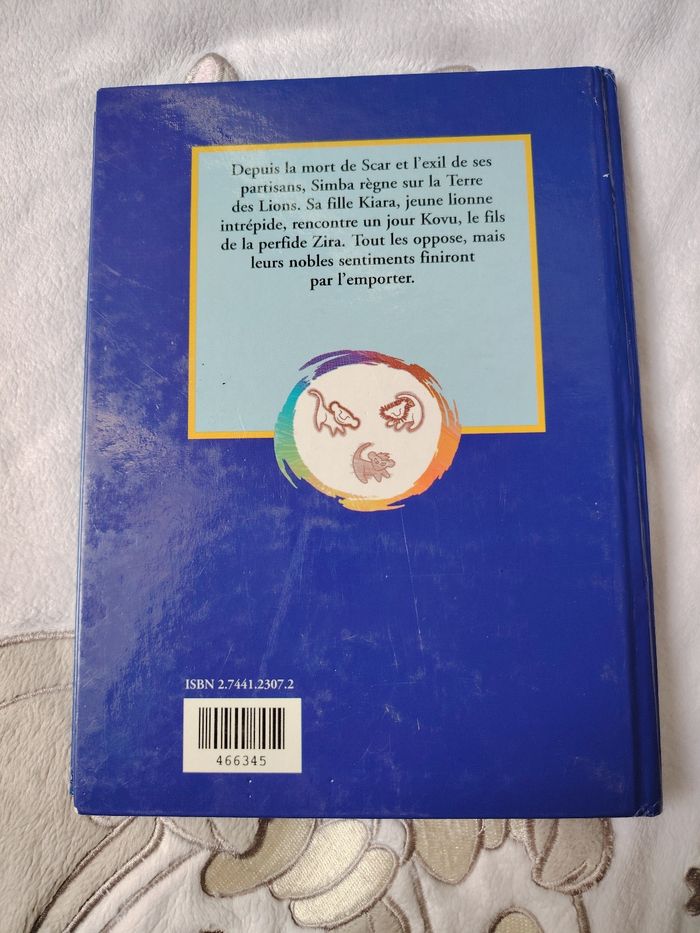 Depuis la mort de Scar et l'exil de ses
partisans, Simba règne sur la Terre
des Lions. Sa fille Kiara, jeune lionne
intrépide, rencontre un jour Kovu, le fils
de la perfide Zira. Tout les oppose, mais
leurs nobles sentiments finiront
par l'emporter.
ISBN 2.7441.2307.2
466345